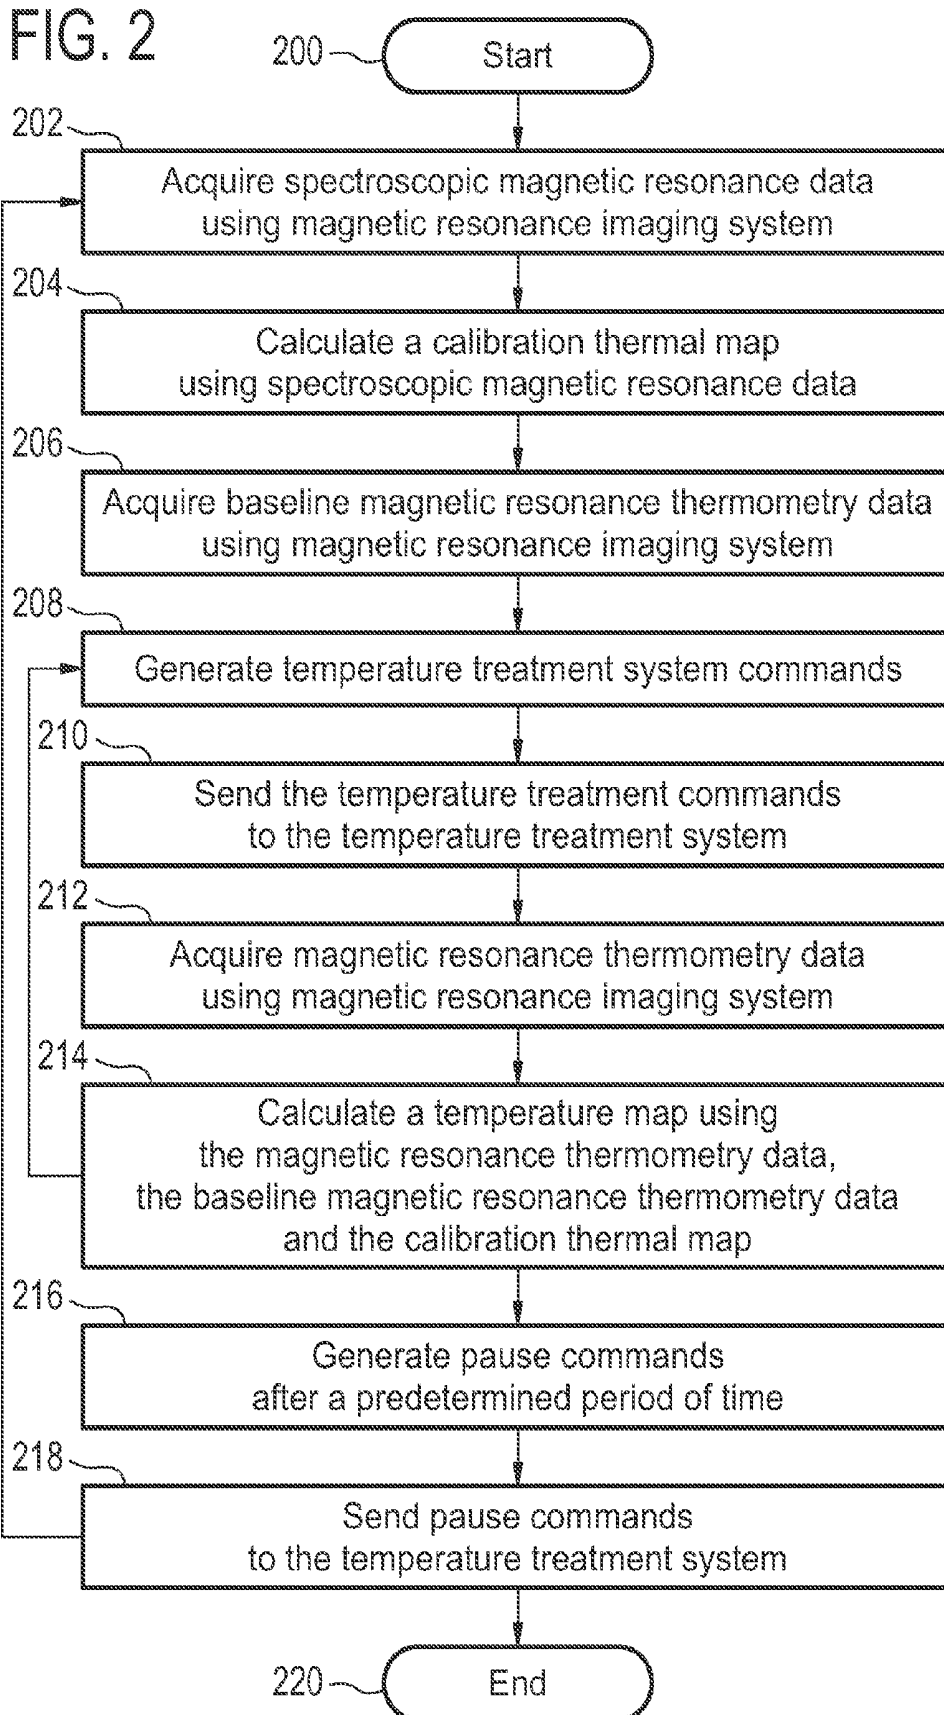 FIG. 2
200
Start
202
Acquire spectroscopic magnetic resonance data
using magnetic resonance imaging system
204
Calculate a calibration thermal map
using spectroscopic magnetic resonance data
206
Acquire baseline magnetic resonance thermometry data
using magnetic resonance imaging system
208
Generate temperature treatment system commands
210
Send the temperature treatment commands
to the temperature treatment system
212
Acquire magnetic resonance thermometry data
using magnetic resonance imaging system
214
Calculate a temperature map using
the magnetic resonance thermometry data,
the baseline magnetic resonance thermometry data
and the calibration thermal map
216
Generate pause commands
after a predetermined period of time
218
Send pause commands
to the temperature treatment system
220
End